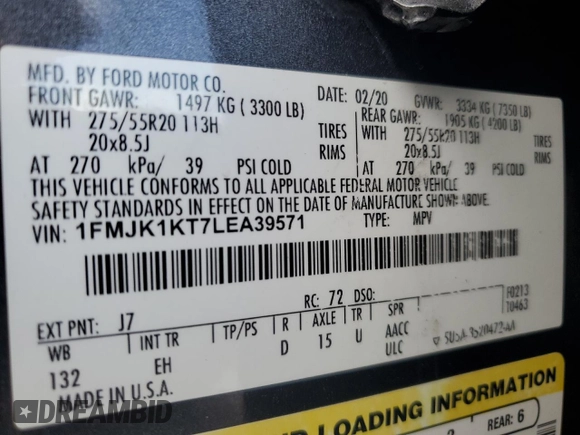 MFD. BY FORD MOTOR CO.
DATE: 02/20 GVWR: 3334 KG (7350 LB)
FRONT GAWR: 1497 KG (3300 LB) REAR GAWR: 1905 KG (4200 LB)
WITH 275/55R20 113H TIRES WITH 275/55R20 113H TIRES
20x8.5J RIMS 20x8.5J RIMS
AT 270 kPa/ 39 PSI COLD AT 270 kPa/ 39 PSI COLD
THIS VEHICLE CONFORMS TO ALL APPLICABLE FEDERAL MOTOR VEHICLE
SAFETY STANDARDS IN EFFECT ON THE DATE OF MANUFACTURE SHOWN ABOVE.
VIN: 1FMJK1KT7LEA39571 TYPE: MPV
F0213
T0463
EXT PNT: J7 RC: 72 DSO:
WB INT TR TP/PS R AXLE TR SPR
132 EH D 15 U AACC
ULC
MADE IN U.S.A.
LOADING INFORMATION
REAR: 6
DREAMBID